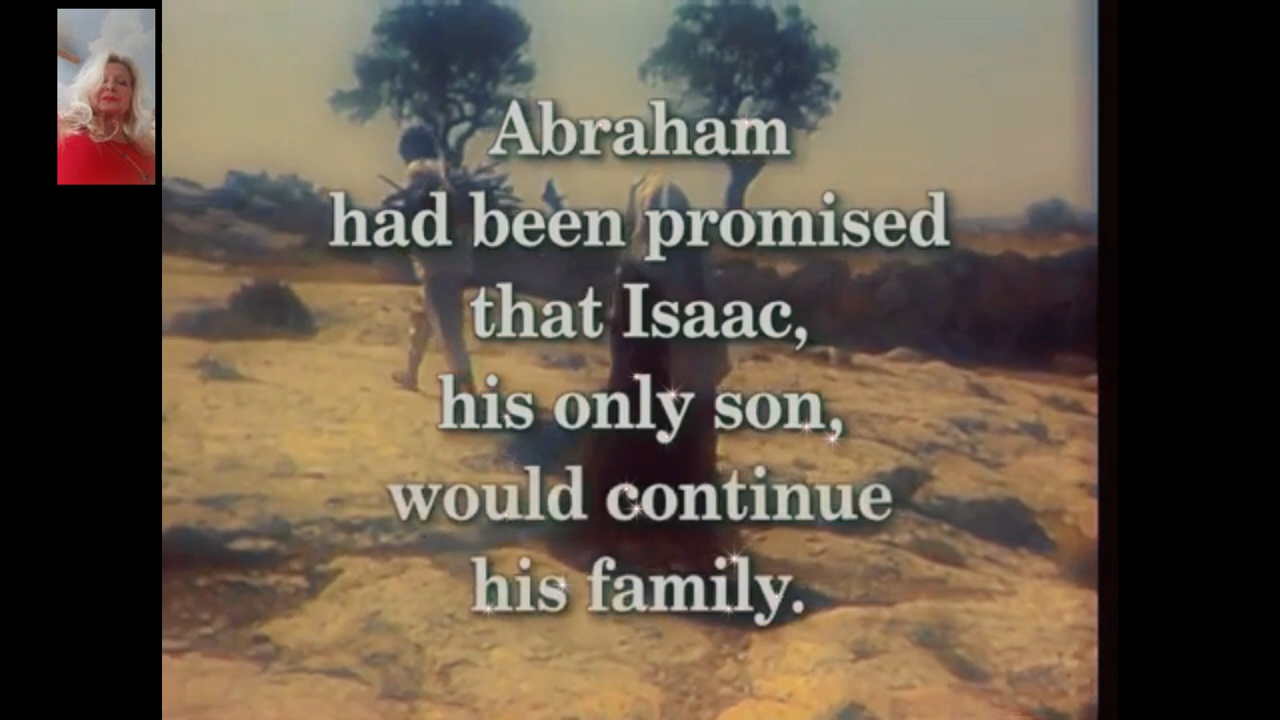 Abraham
had been promised
that Isaac,
his only son,
would continue
his family.